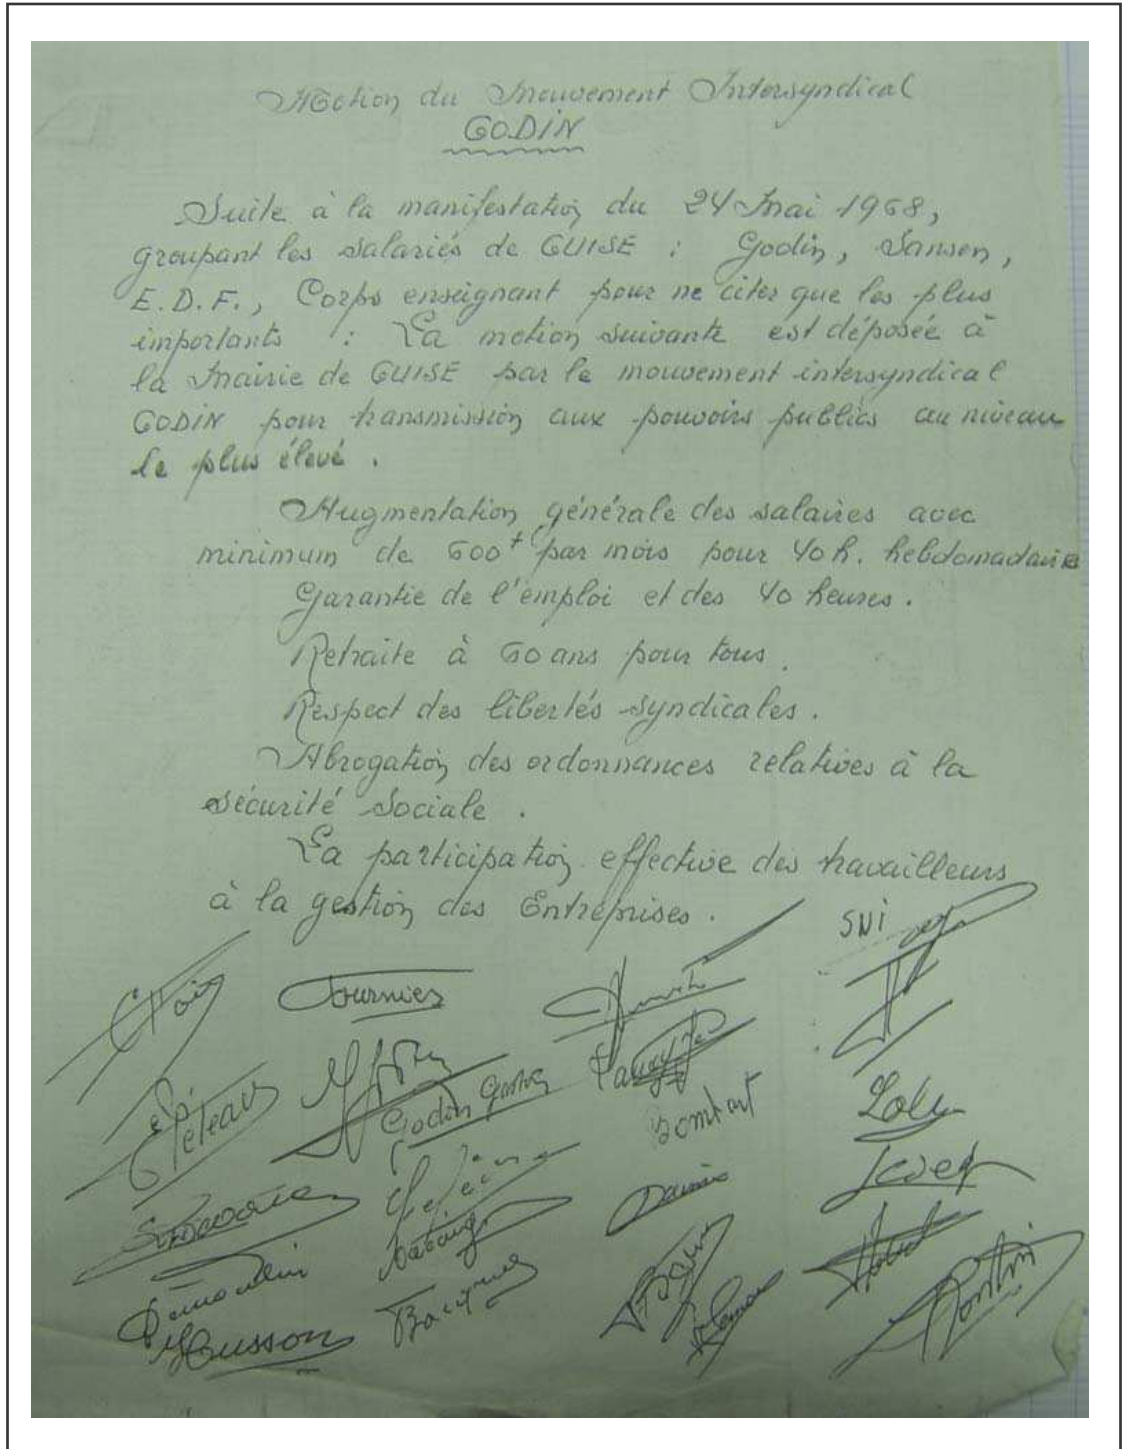 Motion du Mouvement Intersyndical
GODIN
Suite à la manifestation du 24 Mai 1968,
groupant les salariés de GUISE : Godin, Sansen,
E.D.F., Corps enseignant pour ne citer que les plus
importants : La motion suivante est déposée à
la Mairie de GUISE par le mouvement intersyndical
GODIN pour transmission aux pouvoirs publics au niveau
le plus élevé.
Augmentation générale des salaires avec
minimum de 600f par mois pour 40 h. hebdomadaires
Garantie de l'emploi et des 40 heures.
Retraite à 60 ans pour tous.
Respect des libertés syndicales.
Abrogation des ordonnances relatives à la
sécurité Sociale.
La participation effective des travailleurs
à la gestion des Entreprises.
SNI
Fournier
Godin
Bombart
Demoulin
Husson